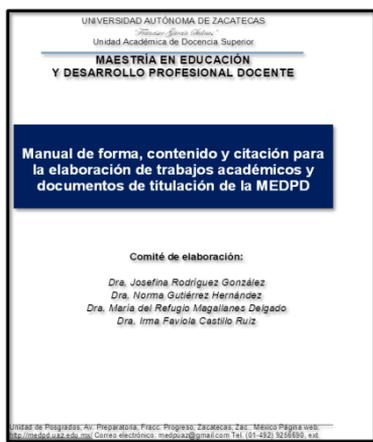 UNIVERSIDAD AUTÓNOMA DE ZACATECAS
"Francisco García Salinas"
Unidad Académica de Docencia Superior
MAESTRÍA EN EDUCACIÓN
Y DESARROLLO PROFESIONAL DOCENTE
Manual de forma, contenido y citación para
la elaboración de trabajos académicos y
documentos de titulación de la MEDPD
Comité de elaboración:
Dra. Josefina Rodríguez González
Dra. Norma Gutiérrez Hernández
Dra. María del Refugio Magallanes Delgado
Dra. Irma Faviola Castillo Ruiz
Unidad de Posgrados, Av. Preparatoria, Fracc. Progreso, Zacatecas, Zac., México Página web:
http://medpd.uaz.edu.mx/ Correo electrónico: medpuaz@gmail.com Tel. (01-492) 9256690, ext.